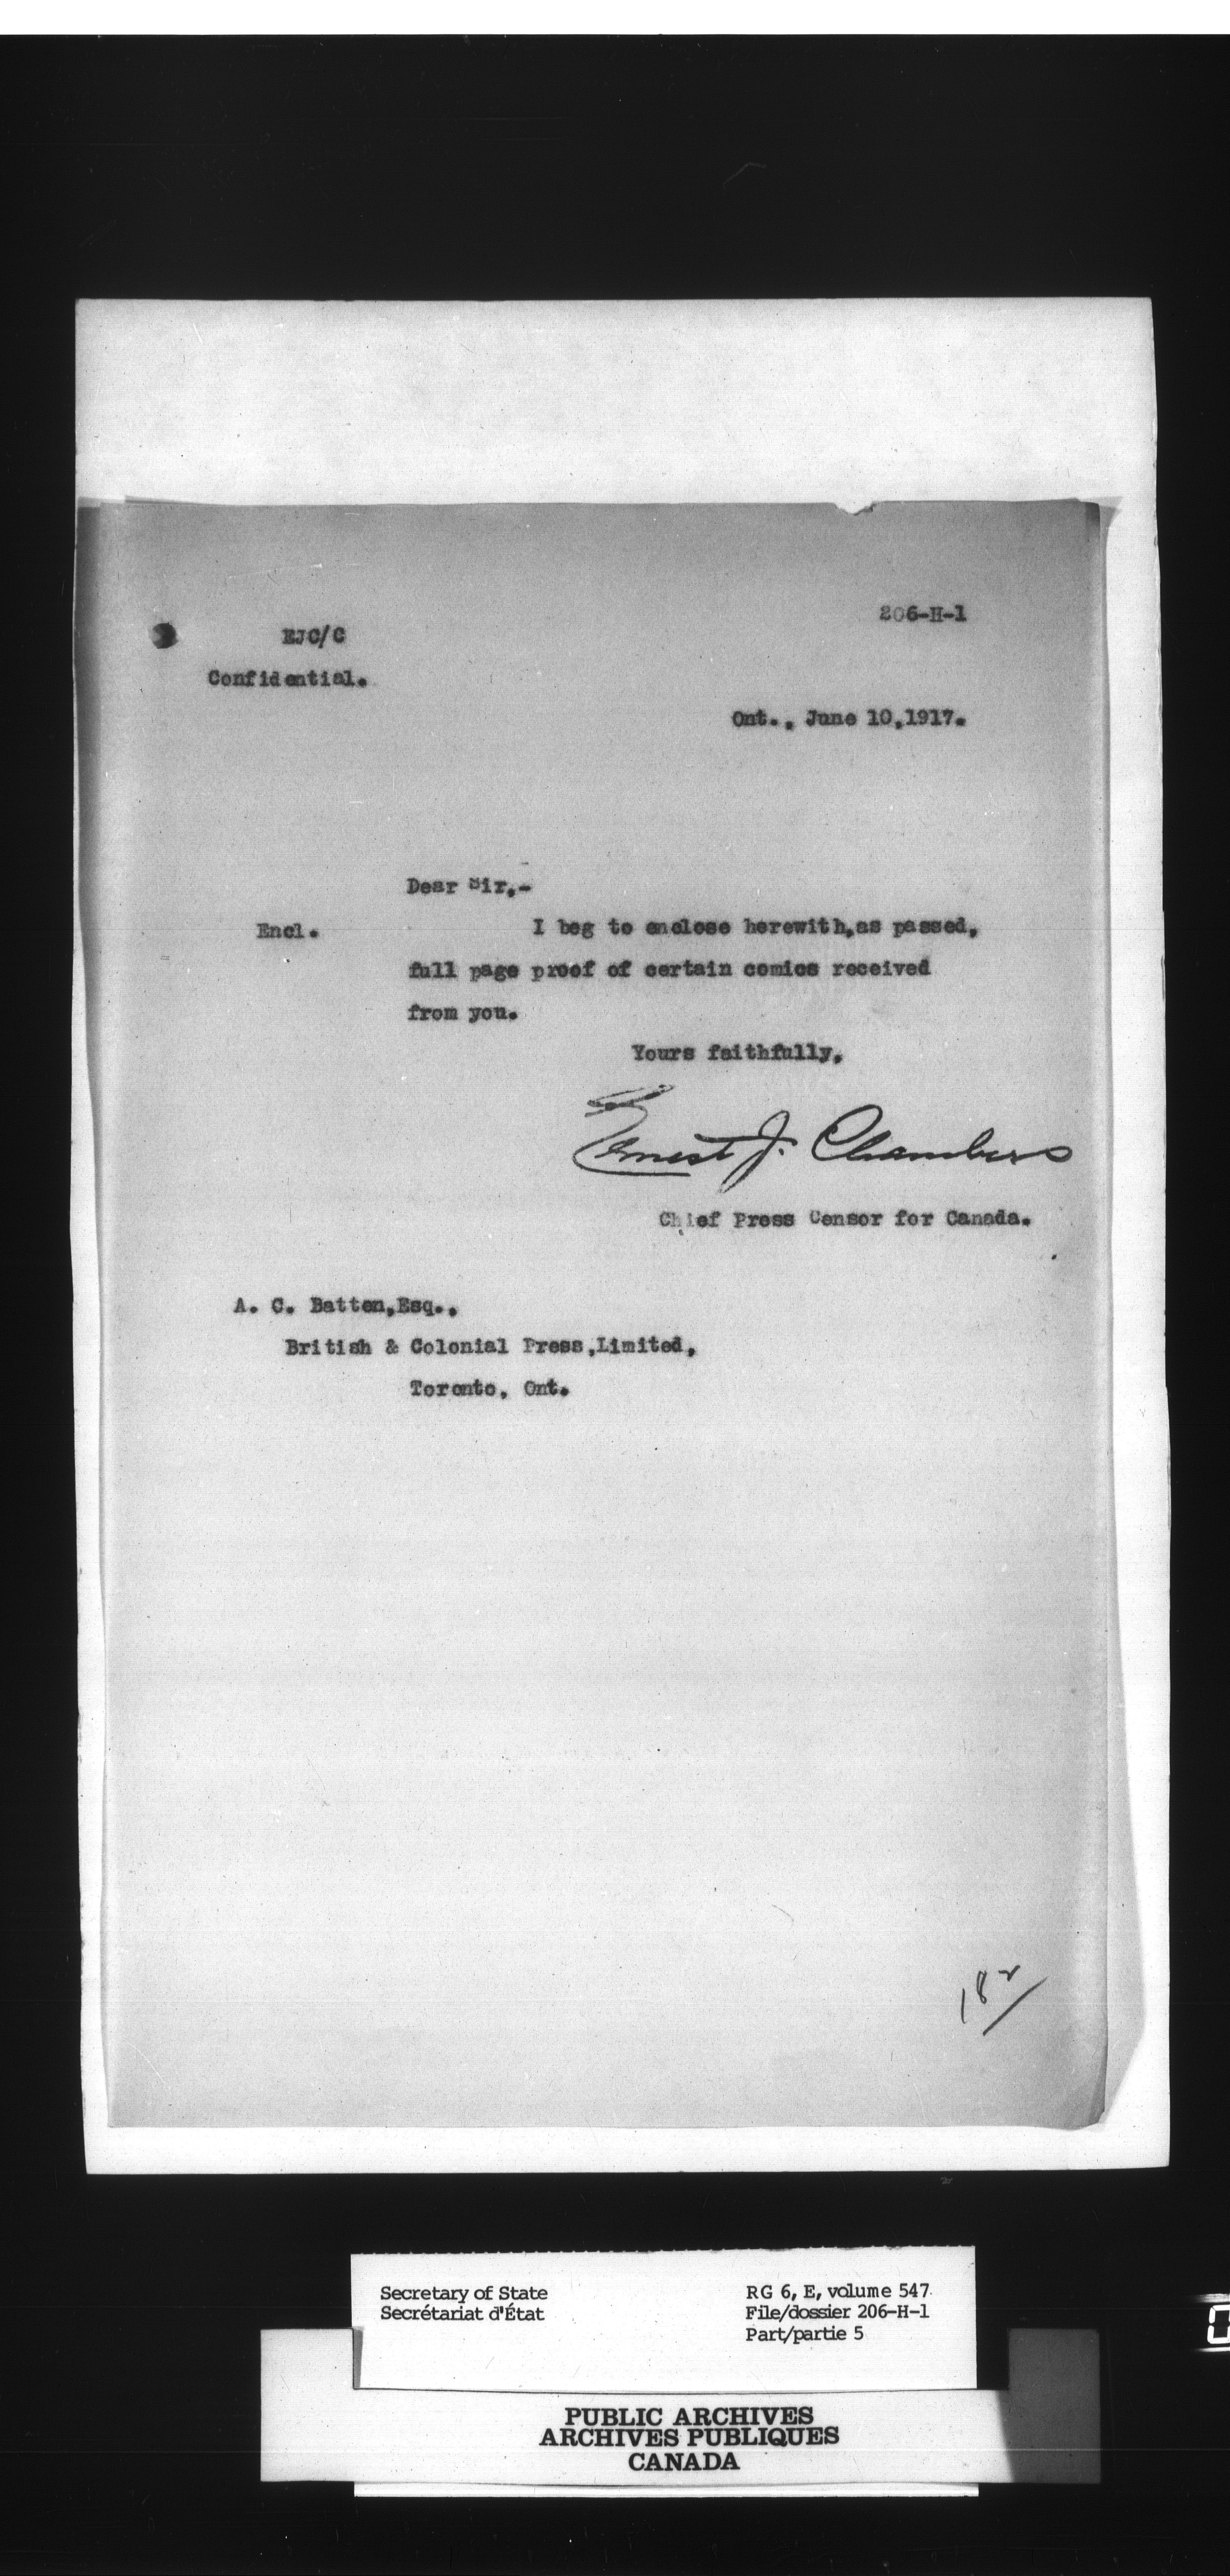 206-H-1
EJC/C
Confidential.
Ont., June 10,1917.
Dear Sir,-
Encl. I beg to enclose herewith,as passed,
full page proof of certain comics received
from you.
Yours faithfully,
Ernest J. Chambers
Chief Press Censor for Canada.
A. C. Batten,Esq.,
British & Colonial Press,Limited,
Toronto, Ont.
182
Secretary of State
Secrétariat d'État
RG 6, E, volume 547
File/dossier 206-H-1
Part/partie 5
PUBLIC ARCHIVES
ARCHIVES PUBLIQUES
CANADA